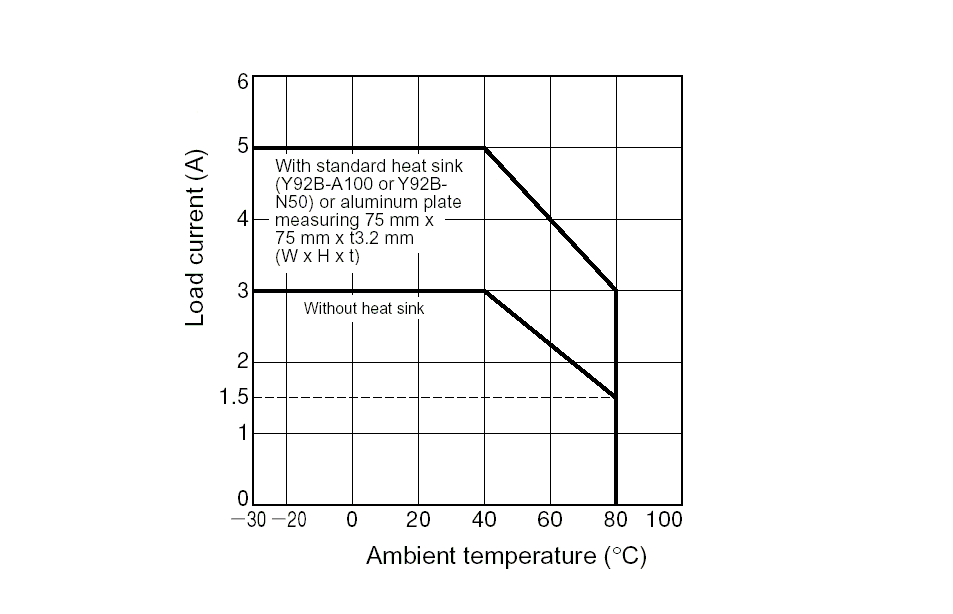 6
5
With standard heat sink
(Y92B-A100 or Y92B-
N50) or aluminum plate
measuring 75 mm x
75 mm x t3.2 mm
(W x H x t)
4
Load current (A)
3
Without heat sink
2
1.5
1
0
−30 −20 0 20 40 60 80 100
Ambient temperature (°C)